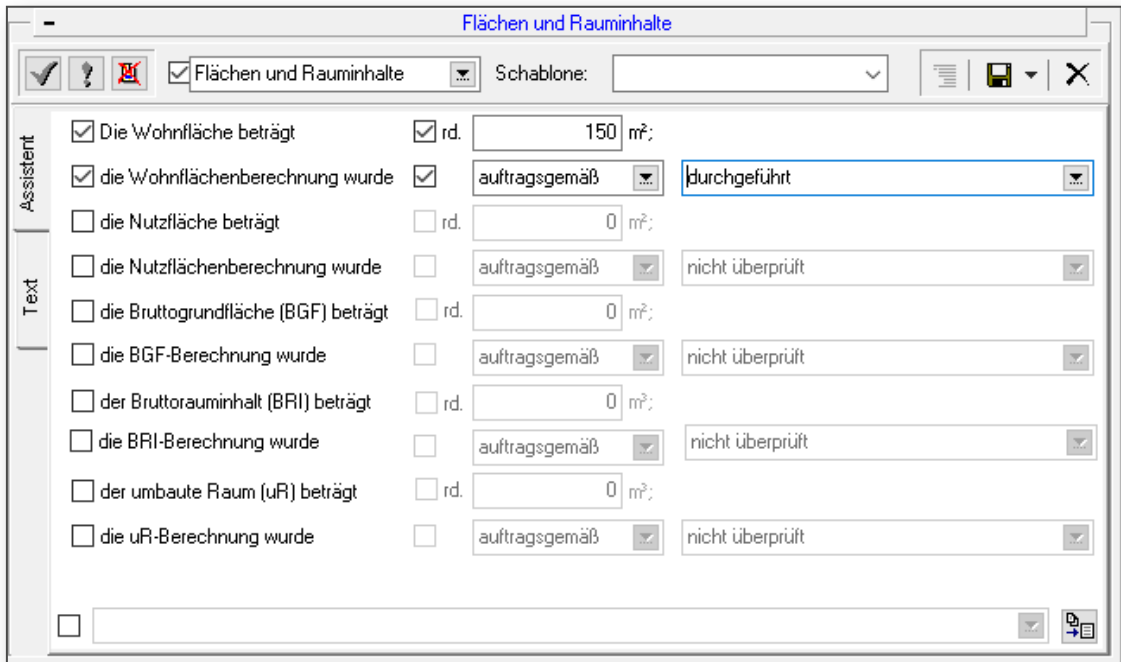 Flächen und Rauminhalte
Flächen und Rauminhalte Schablone:
Assistent
Text
Die Wohnfläche beträgt rd. 150 m²;
die Wohnflächenberechnung wurde auftragsgemäß durchgeführt
die Nutzfläche beträgt rd. 0 m²;
die Nutzflächenberechnung wurde auftragsgemäß nicht überprüft
die Bruttogrundfläche (BGF) beträgt rd. 0 m²;
die BGF-Berechnung wurde auftragsgemäß nicht überprüft
der Bruttorauminhalt (BRI) beträgt rd. 0 m³;
die BRI-Berechnung wurde auftragsgemäß nicht überprüft
der umbaute Raum (uR) beträgt rd. 0 m³;
die uR-Berechnung wurde auftragsgemäß nicht überprüft